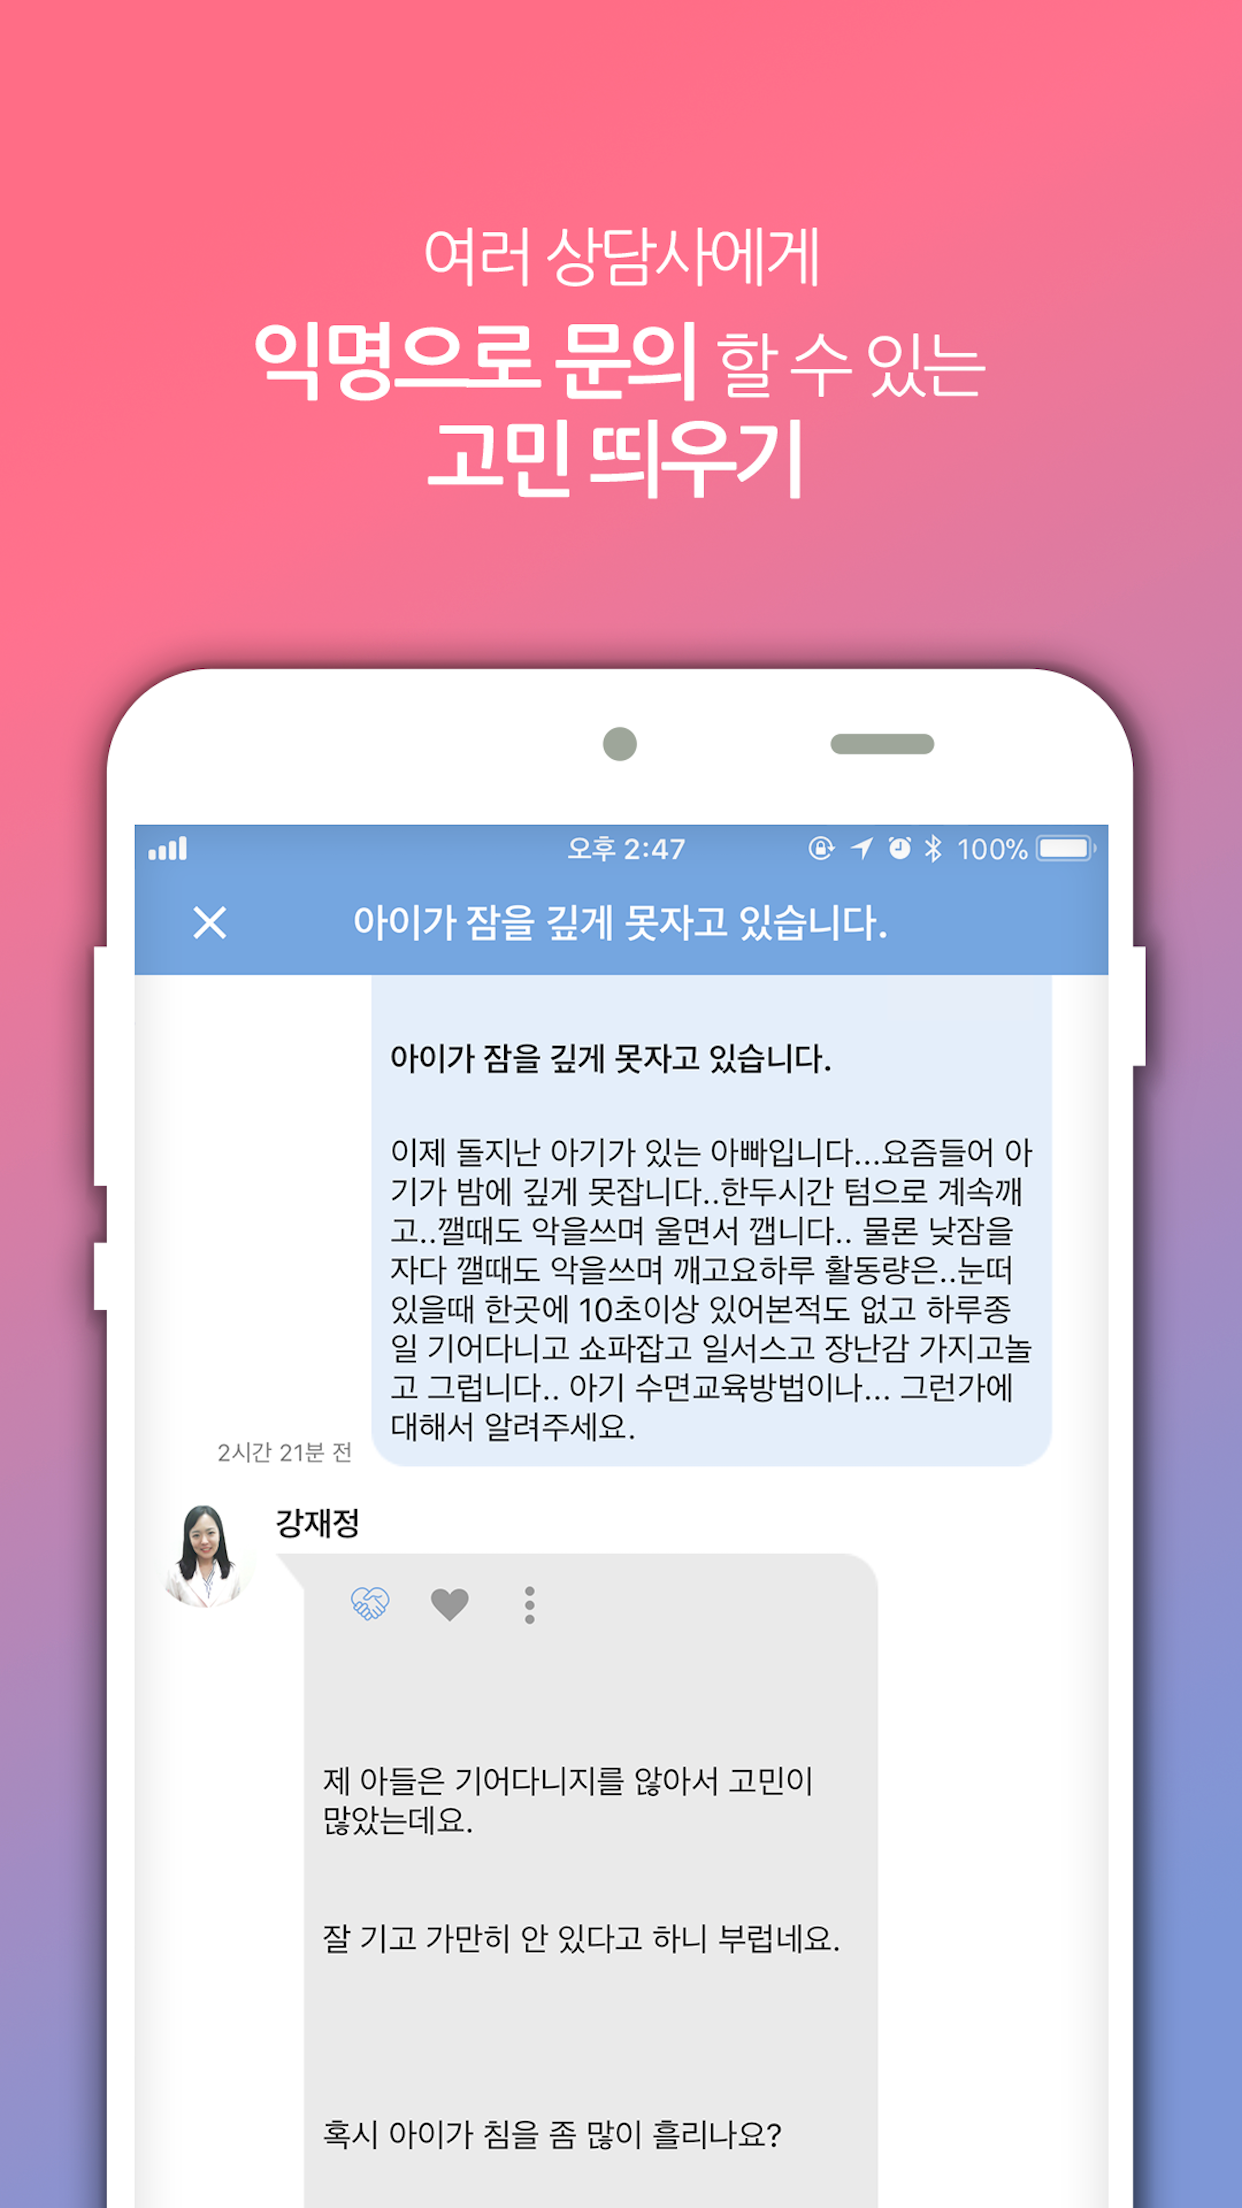 여러 상담사에게
익명으로 문의 할 수 있는
고민 띄우기
오후 2:47
100%
아이가 잠을 깊게 못자고 있습니다.
아이가 잠을 깊게 못자고 있습니다.
이제 돌지난 아기가 있는 아빠입니다...요즘들어 아
기가 밤에 깊게 못잡니다..한두시간 텀으로 계속깨
고..깰때도 악을쓰며 울면서 깹니다.. 물론 낮잠을
자다 깰때도 악을쓰며 깨고요하루 활동량은..눈떠
있을때 한곳에 10초이상 있어본적도 없고 하루종
일 기어다니고 쇼파잡고 일서스고 장난감 가지고놀
고 그럽니다.. 아기 수면교육방법이나... 그런가에
대해서 알려주세요.
2시간 21분 전
강재정
제 아들은 기어다니지를 않아서 고민이
많았는데요.
잘 기고 가만히 안 있다고 하니 부럽네요.
혹시 아이가 침을 좀 많이 흘리나요?